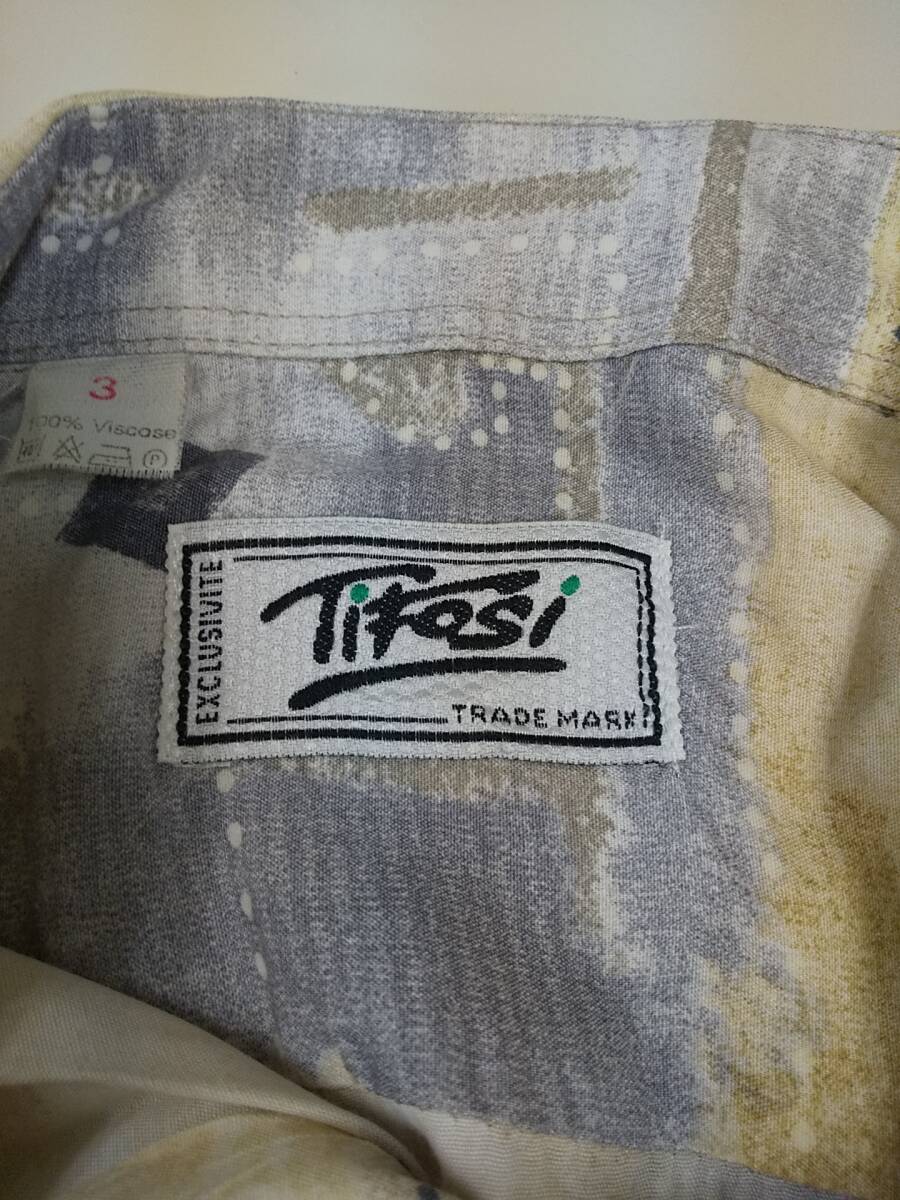 3
100% Viscose
P
EXCLUSIVITE
Tifosi
TRADE MARK